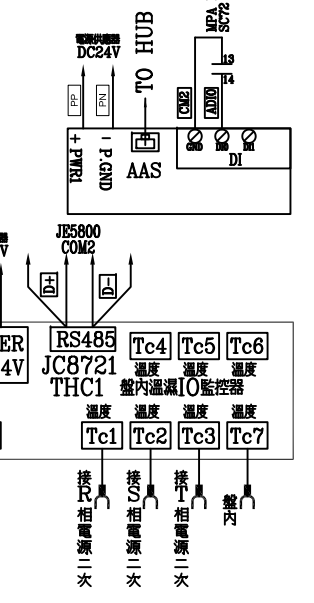 MPA
SC72
電源供應器
DC24V
TO HUB
13
14
PP
PN
CM2
ADIO
+ PWR1
- P.GND
AAS
GND DI0 DI1
DI
器
V
JE5800
COM2
D+
D-
ER
4V
RS485
JC8721
THC1
Tc4 Tc5 Tc6
溫度 溫度 溫度
盤內溫濕IO監控器
溫度 溫度 溫度 溫度
Tc1 Tc2 Tc3 Tc7
接R相電源二次
接S相電源二次
接T相電源二次
盤內